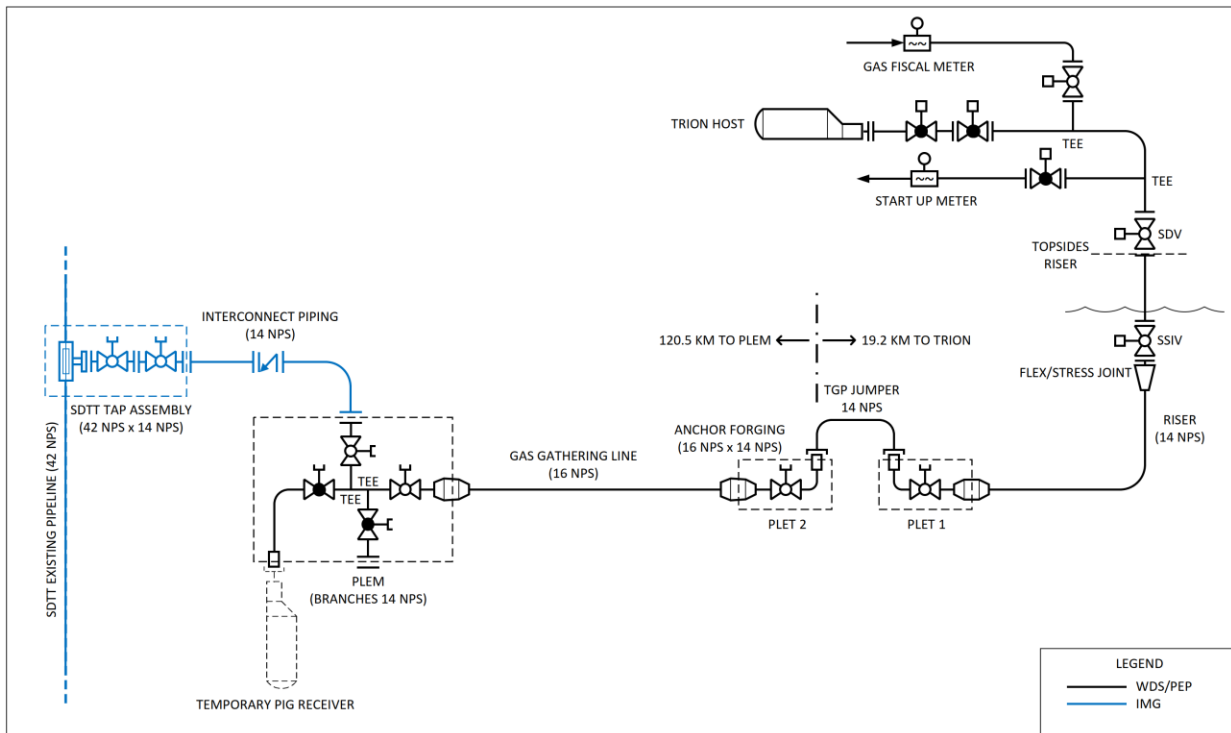 GAS FISCAL METER
TRION HOST
TEE
START UP METER
TEE
SDV
TOPSIDES
RISER
INTERCONNECT PIPING
(14 NPS)
120.5 KM TO PLEM
19.2 KM TO TRION
SSIV
FLEX/STRESS JOINT
SDTT TAP ASSEMBLY
(42 NPS x 14 NPS)
TGP JUMPER
14 NPS
RISER
(14 NPS)
ANCHOR FORGING
(16 NPS x 14 NPS)
GAS GATHERING LINE
(16 NPS)
SDTT EXISTING PIPELINE (42 NPS)
TEE
TEE
PLET 2
PLET 1
PLEM
(BRANCHES 14 NPS)
TEMPORARY PIG RECEIVER
LEGEND
WDS/PEP
IMG